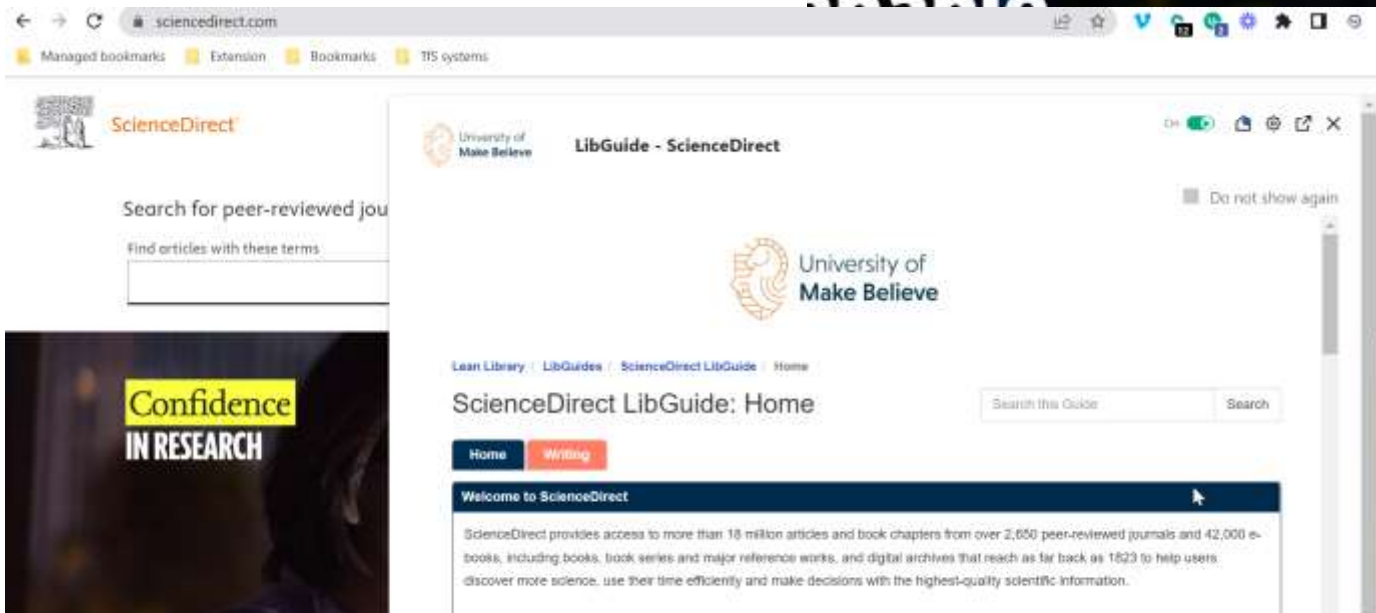 sciencedirect.com
Managed bookmarks Extension Bookmarks TfS systems
ScienceDirect
University of
Make Believe
LibGuide - ScienceDirect
Do not show again
Search for peer-reviewed jou
Find articles with these terms
University of
Make Believe
Lean Library / LibGuides / ScienceDirect LibGuide / Home
ScienceDirect LibGuide: Home
Search this Guide Search
Home Writing
Confidence
IN RESEARCH
Welcome to ScienceDirect
ScienceDirect provides access to more than 18 million articles and book chapters from over 2,650 peer-reviewed journals and 42,000 e-
books, including books, book series and major reference works, and digital archives that reach as far back as 1823 to help users
discover more science, use their time efficiently and make decisions with the highest-quality scientific information.